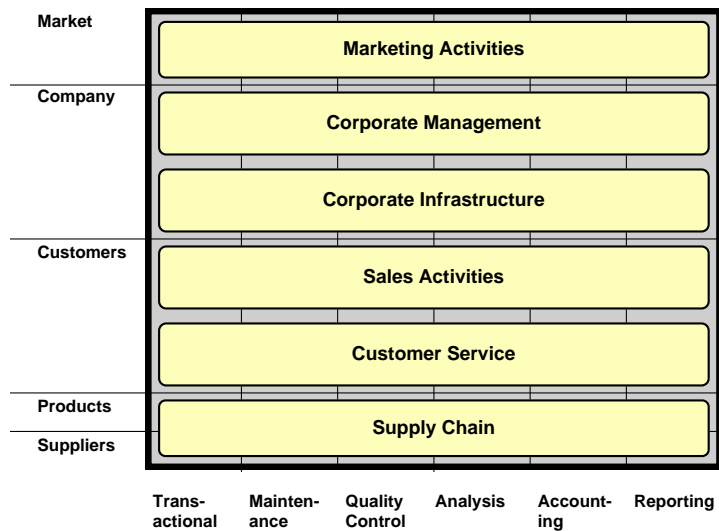 Market
Marketing Activities
Company
Corporate Management
Corporate Infrastructure
Customers
Sales Activities
Customer Service
Products
Supply Chain
Suppliers
Trans-
actional
Mainten-
ance
Quality
Control
Analysis
Account-
ing
Reporting